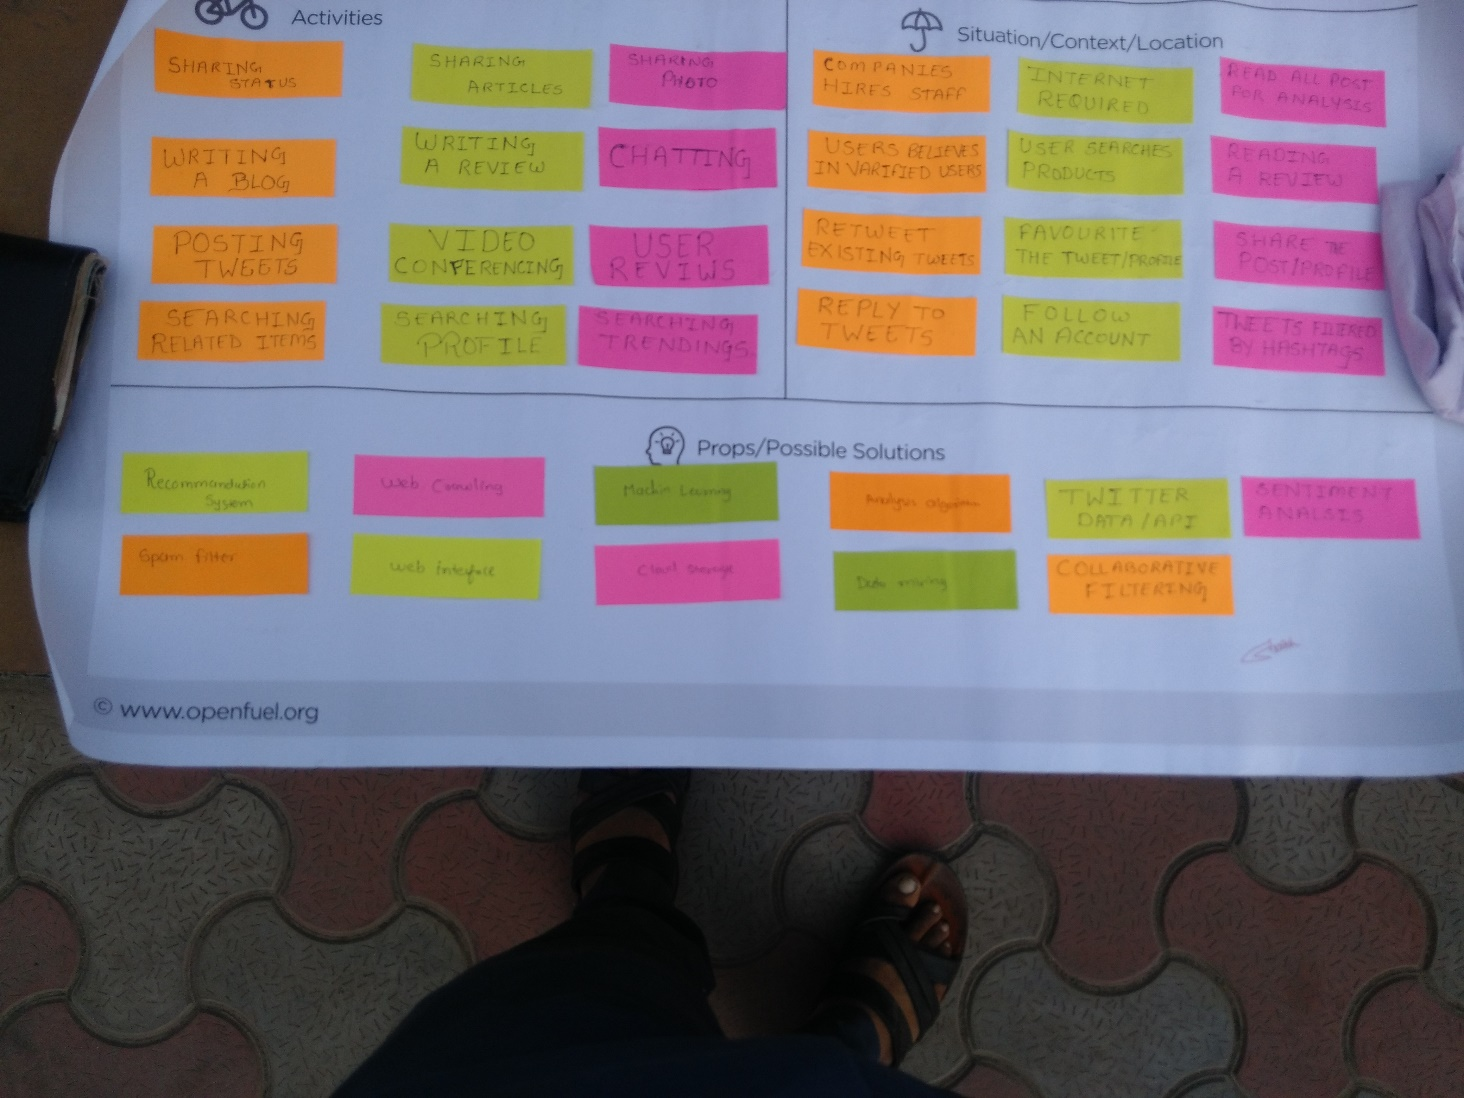 Activities
SHARING
STATUS
SHARING
ARTICLES
SHARING
PHOTO
WRITING
A BLOG
WRITING
A REVIEW
CHATTING
POSTING
TWEETS
VIDEO
CONFERENCING
USER
REVIWS
SEARCHING
RELATED ITEMS
SEARCHING
PROFILE
SEARCHING
TRENDINGS
Situation/Context/Location
COMPANIES
HIRES STAFF
INTERNET
REQUIRED
READ ALL POST
FOR ANALYSIS
USERS BELIEVES
IN VARIFIED USERS
USER SEARCHES
PRODUCTS
READING
A REVIEW
RETWEET
EXISTING TWEETS
FAVOURITE
THE TWEET/PROFILE
SHARE THE
POST/PROFILE
REPLY TO
TWEETS
FOLLOW
AN ACCOUNT
TWEETS FILTERED
BY HASHTAGS
Props/Possible Solutions
Recommandation
System
Web
Machin Learning
Analysis
TWITTER
DATA/API
SENTIMENT
ANALSIS
Spam filter
Web interface
Cloud storage
Data mining
COLLABORATIVE
FILTERING
© www.openfuel.org